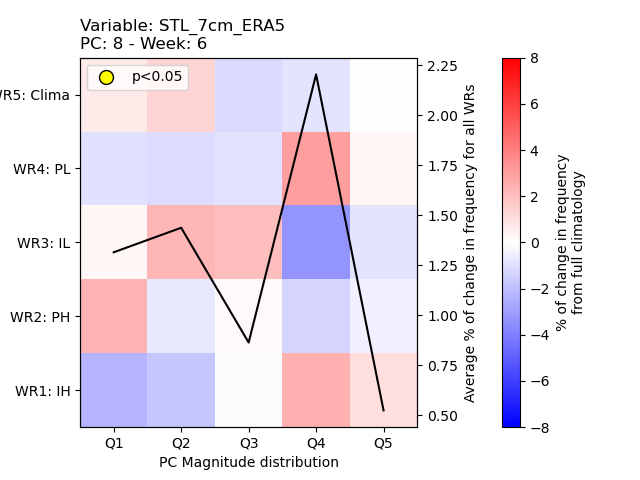 Variable: STL_7cm_ERA5
PC: 8 - Week: 6
p<0.05
WR5: Clima
WR4: PL
WR3: IL
WR2: PH
WR1: IH
Q1 Q2 Q3 Q4 Q5
PC Magnitude distribution
2.25
2.00
1.75
1.50
1.25
1.00
0.75
0.50
Average % of change in frequency for all WRs
8
6
4
2
0
−2
−4
−6
−8
% of change in frequency
from full climatology